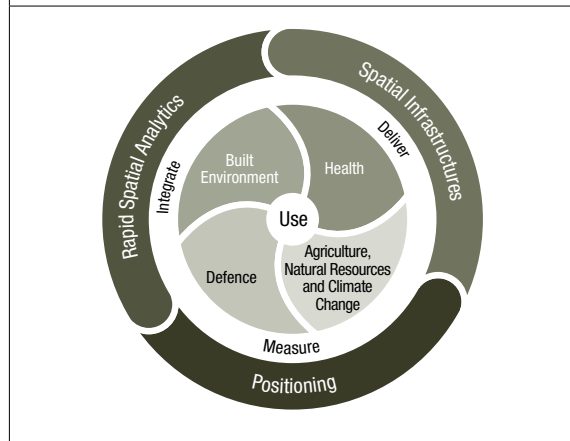 Rapid Spatial Analytics
Spatial Infrastructures
Integrate
Deliver
Built
Environment
Health
Use
Defence
Agriculture,
Natural Resources
and Climate
Change
Measure
Positioning